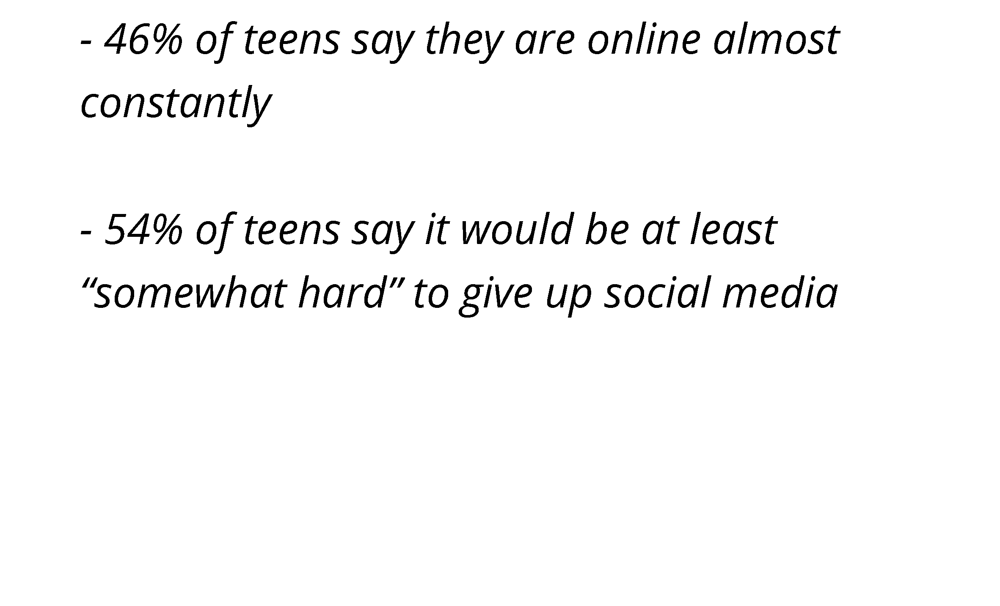 - 46% of teens say they are online almost
constantly
- 54% of teens say it would be at least
“somewhat hard” to give up social media